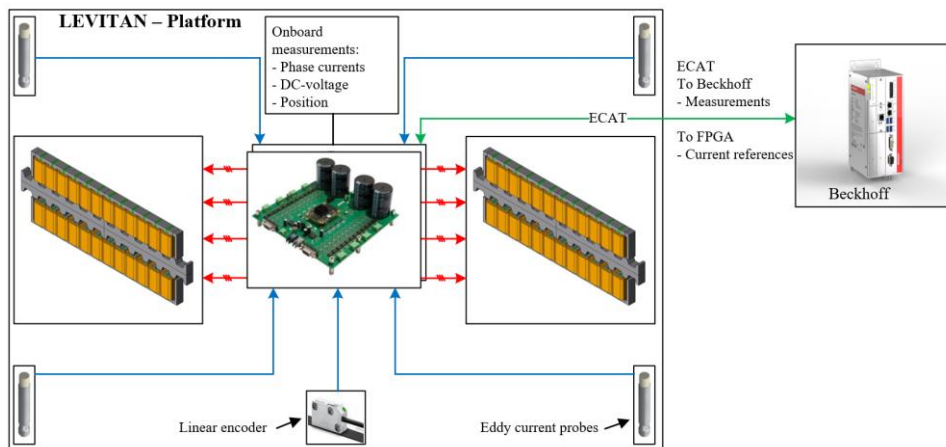 LEVITAN – Platform
Onboard
measurements:
- Phase currents
- DC-voltage
- Position
ECAT
ECAT
To Beckhoff
- Measurements
To FPGA
- Current references
Beckhoff
Linear encoder
Eddy current probes